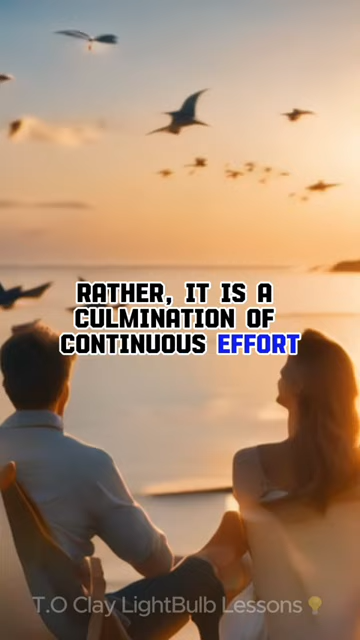 RATHER, IT IS A
CULMINATION OF
CONTINUOUS EFFORT
T.O Clay LightBulb Lessons💡